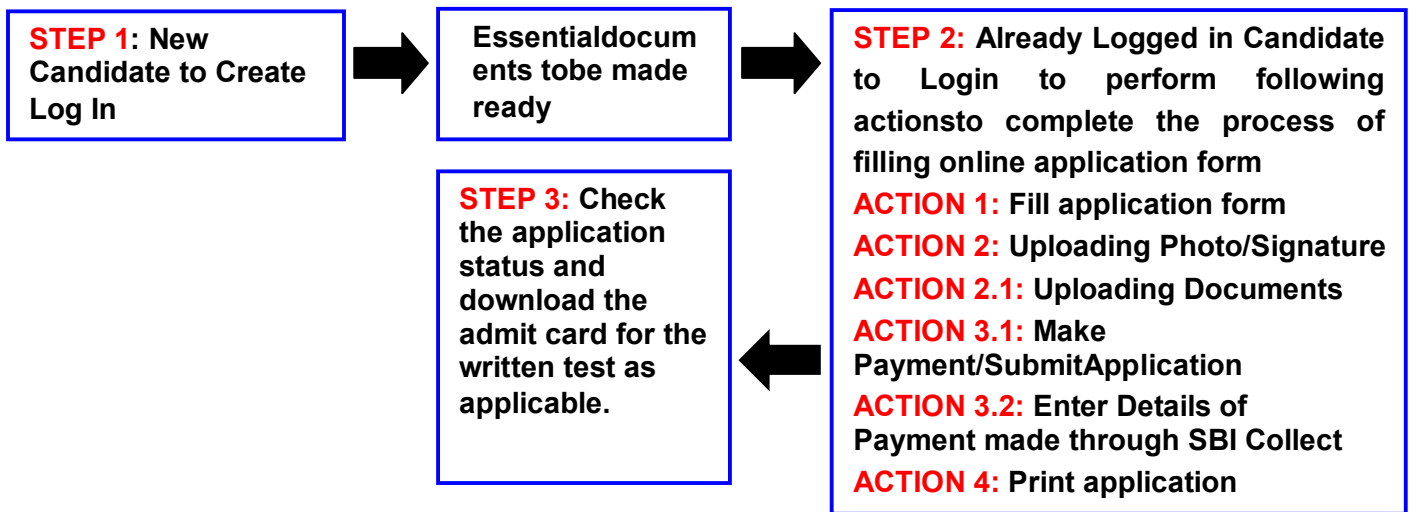 STEP 1: New
Candidate to Create
Log In
Essentialdocum
ents tobe made
ready
STEP 2: Already Logged in Candidate
to Login to perform following
actionsto complete the process of
filling online application form
ACTION 1: Fill application form
ACTION 2: Uploading Photo/Signature
ACTION 2.1: Uploading Documents
ACTION 3.1: Make
Payment/SubmitApplication
ACTION 3.2: Enter Details of
Payment made through SBI Collect
ACTION 4: Print application
STEP 3: Check
the application
status and
download the
admit card for the
written test as
applicable.